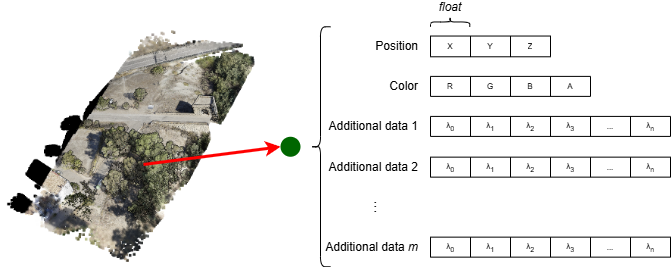 float
Position X Y Z
Color R G B A
Additional data 1 λ0 λ1 λ2 λ3 ... λn
Additional data 2 λ0 λ1 λ2 λ3 ... λn
⋮
Additional data m λ0 λ1 λ2 λ3 ... λn